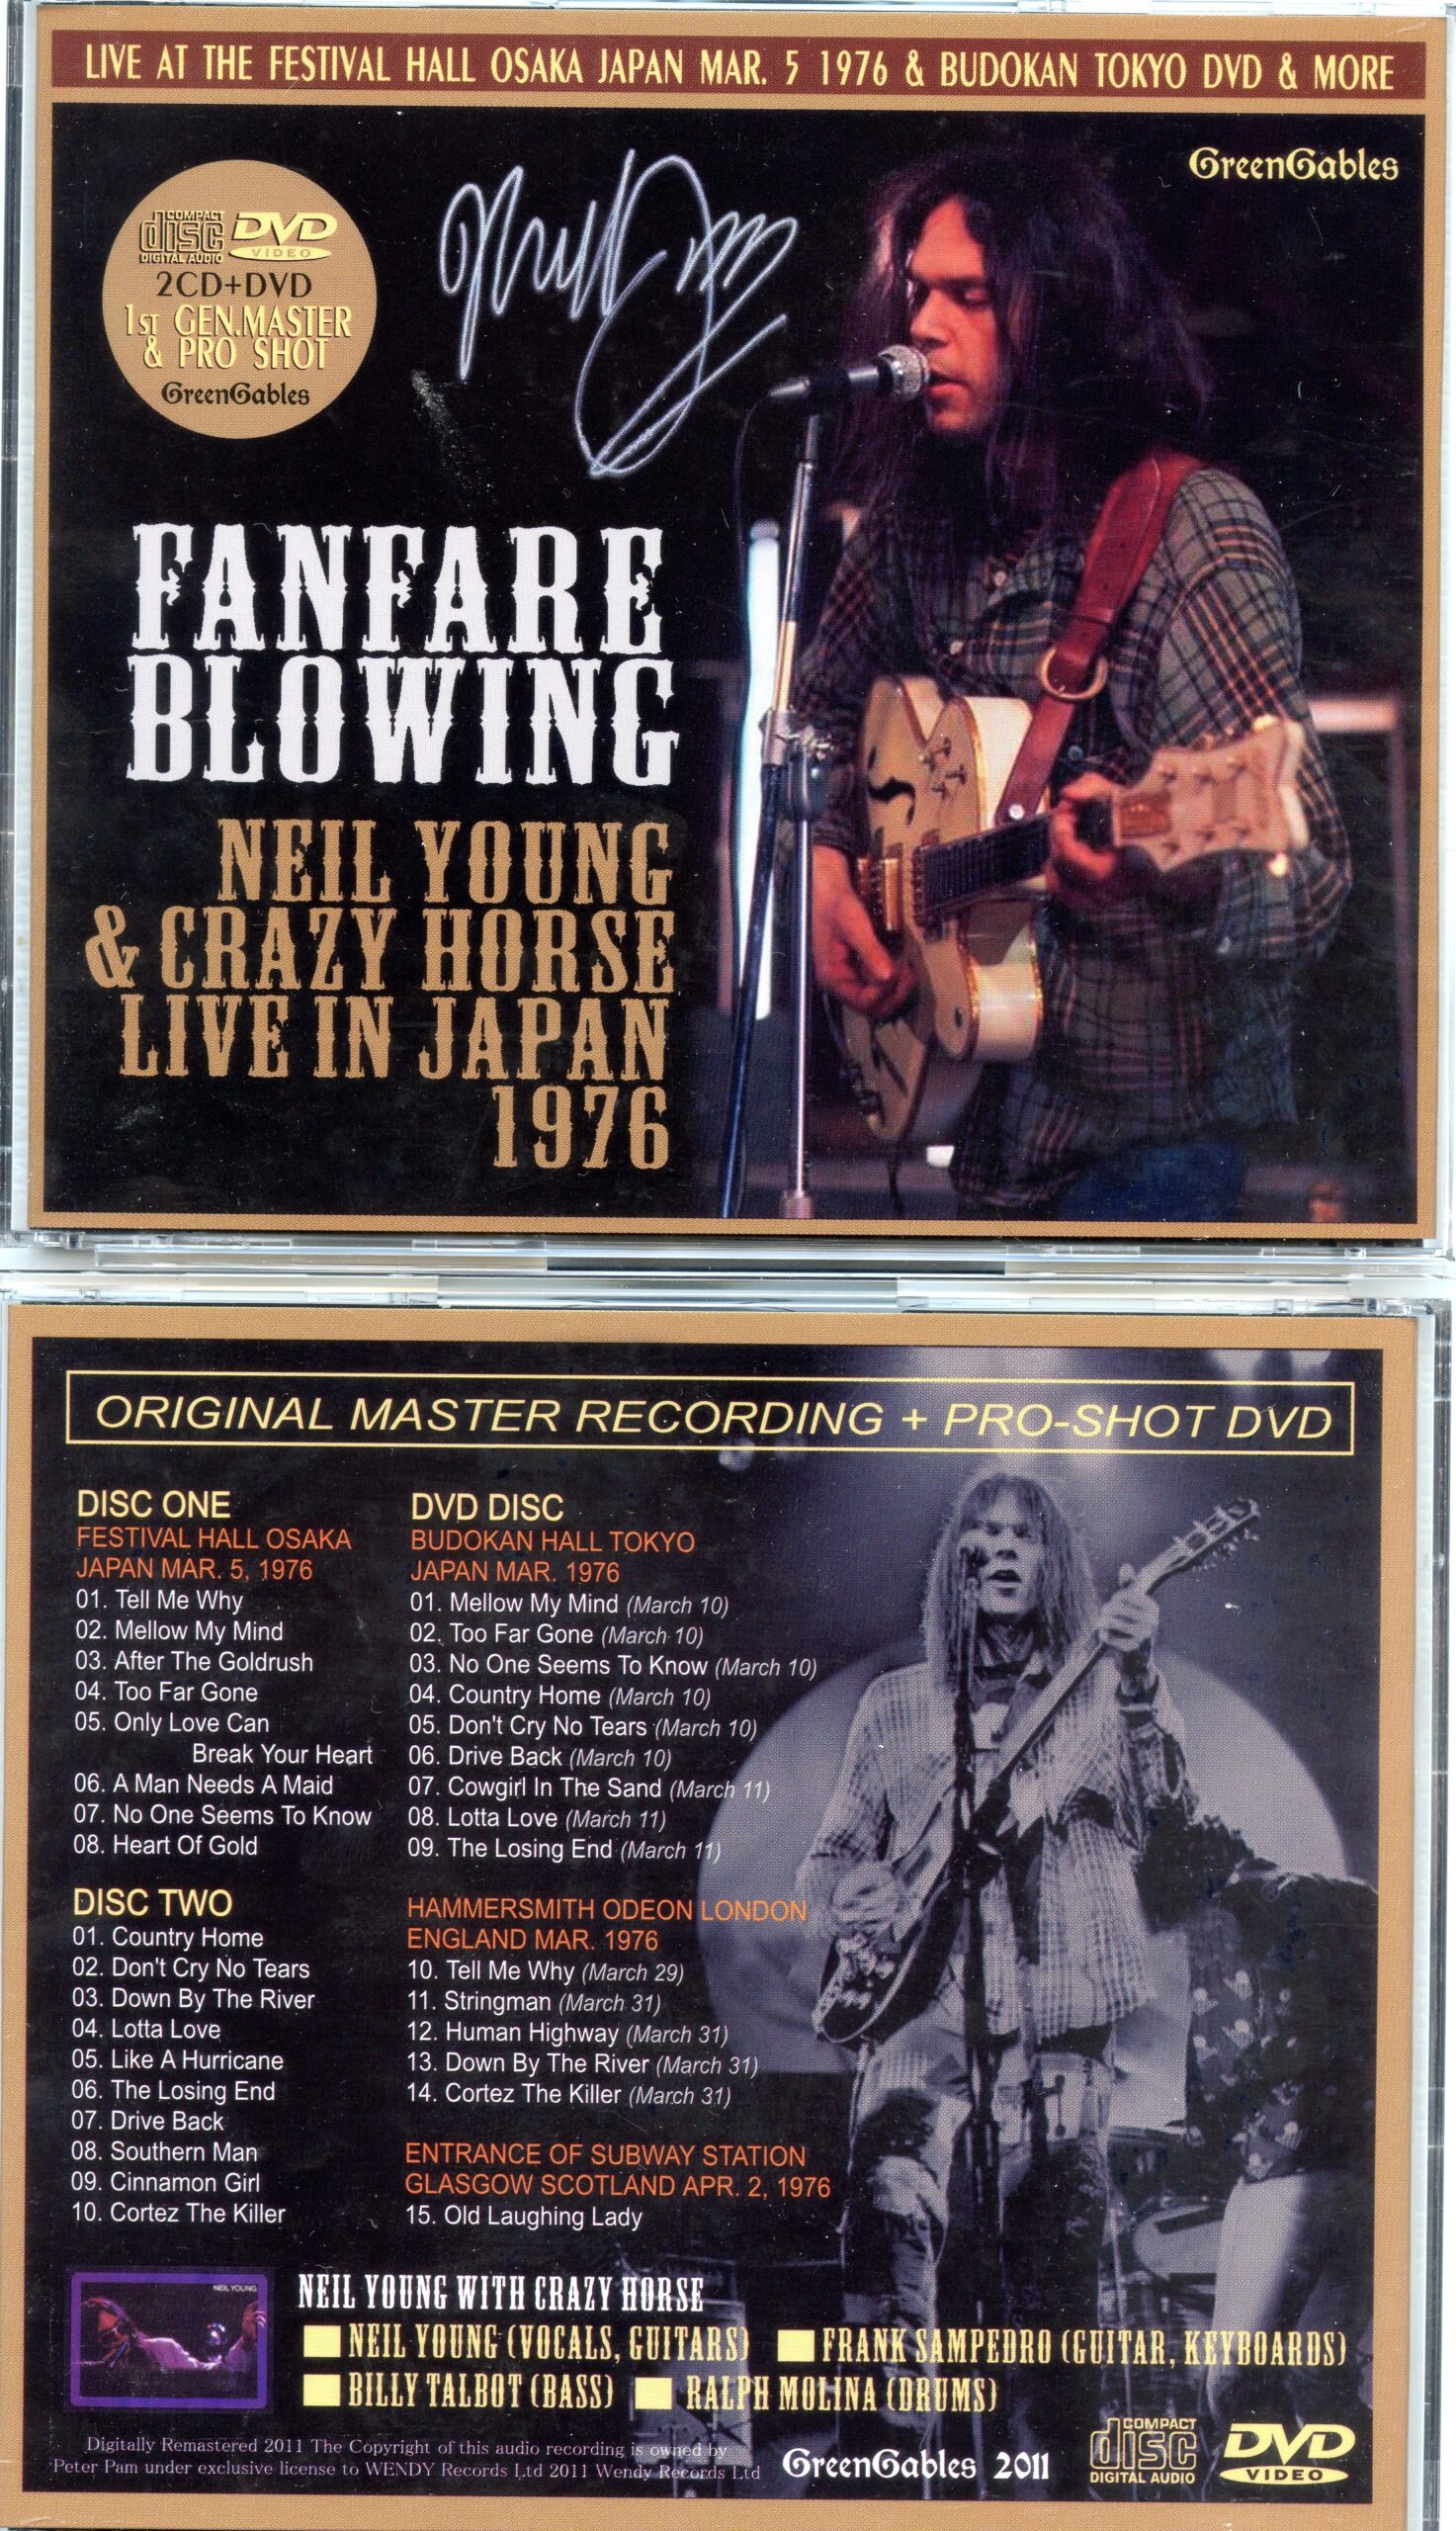 LIVE AT THE FESTIVAL HALL OSAKA JAPAN MAR. 5 1976 & BUDOKAN TOKYO DVD & MORE
GreenGables
COMPACT
disc
DIGITAL AUDIO
DVD
VIDEO
2CD+DVD
1ST GEN.MASTER
& PRO SHOT
GreenGables
FANFARE
BLOWING
NEIL YOUNG
& CRAZY HORSE
LIVE IN JAPAN
1976
ORIGINAL MASTER RECORDING + PRO-SHOT DVD
DISC ONE
FESTIVAL HALL OSAKA
JAPAN MAR. 5, 1976
01. Tell Me Why
02. Mellow My Mind
03. After The Goldrush
04. Too Far Gone
05. Only Love Can
Break Your Heart
06. A Man Needs A Maid
07. No One Seems To Know
08. Heart Of Gold
DISC TWO
01. Country Home
02. Don't Cry No Tears
03. Down By The River
04. Lotta Love
05. Like A Hurricane
06. The Losing End
07. Drive Back
08. Southern Man
09. Cinnamon Girl
10. Cortez The Killer
DVD DISC
BUDOKAN HALL TOKYO
JAPAN MAR. 1976
01. Mellow My Mind (March 10)
02. Too Far Gone (March 10)
03. No One Seems To Know (March 10)
04. Country Home (March 10)
05. Don't Cry No Tears (March 10)
06. Drive Back (March 10)
07. Cowgirl In The Sand (March 11)
08. Lotta Love (March 11)
09. The Losing End (March 11)
HAMMERSMITH ODEON LONDON
ENGLAND MAR. 1976
10. Tell Me Why (March 29)
11. Stringman (March 31)
12. Human Highway (March 31)
13. Down By The River (March 31)
14. Cortez The Killer (March 31)
ENTRANCE OF SUBWAY STATION
GLASGOW SCOTLAND APR. 2, 1976
15. Old Laughing Lady
NEIL YOUNG
NEIL YOUNG WITH CRAZY HORSE
NEIL YOUNG (VOCALS, GUITARS) FRANK SAMPEDRO (GUITAR, KEYBOARDS)
BILLY TALBOT (BASS) RALPH MOLINA (DRUMS)
Digitally Remastered 2011 The Copyright of this audio recording is owned by
Peter Pam under exclusive license to WENDY Records Ltd 2011 Wendy Records Ltd
GreenGables 2011
COMPACT
disc
DIGITAL AUDIO
DVD
VIDEO